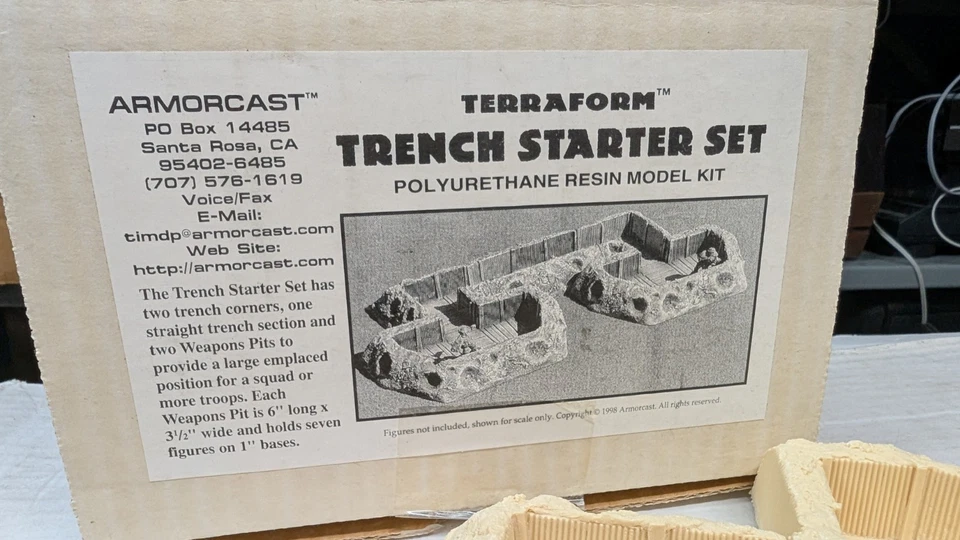 ARMORCAST™
PO Box 14485
Santa Rosa, CA
95402-6485
(707) 576-1619
Voice/Fax
E-Mail:
timdp@armorcast.com
Web Site:
http://armorcast.com
The Trench Starter Set has
two trench corners, one
straight trench section and
two Weapons Pits to
provide a large emplaced
position for a squad or
more troops. Each
Weapons Pit is 6" long x
3½" wide and holds seven
figures on 1" bases.
TERRAFORM™
TRENCH STARTER SET
POLYURETHANE RESIN MODEL KIT
Figures not included, shown for scale only. Copyright © 1998 Armorcast. All rights reserved.